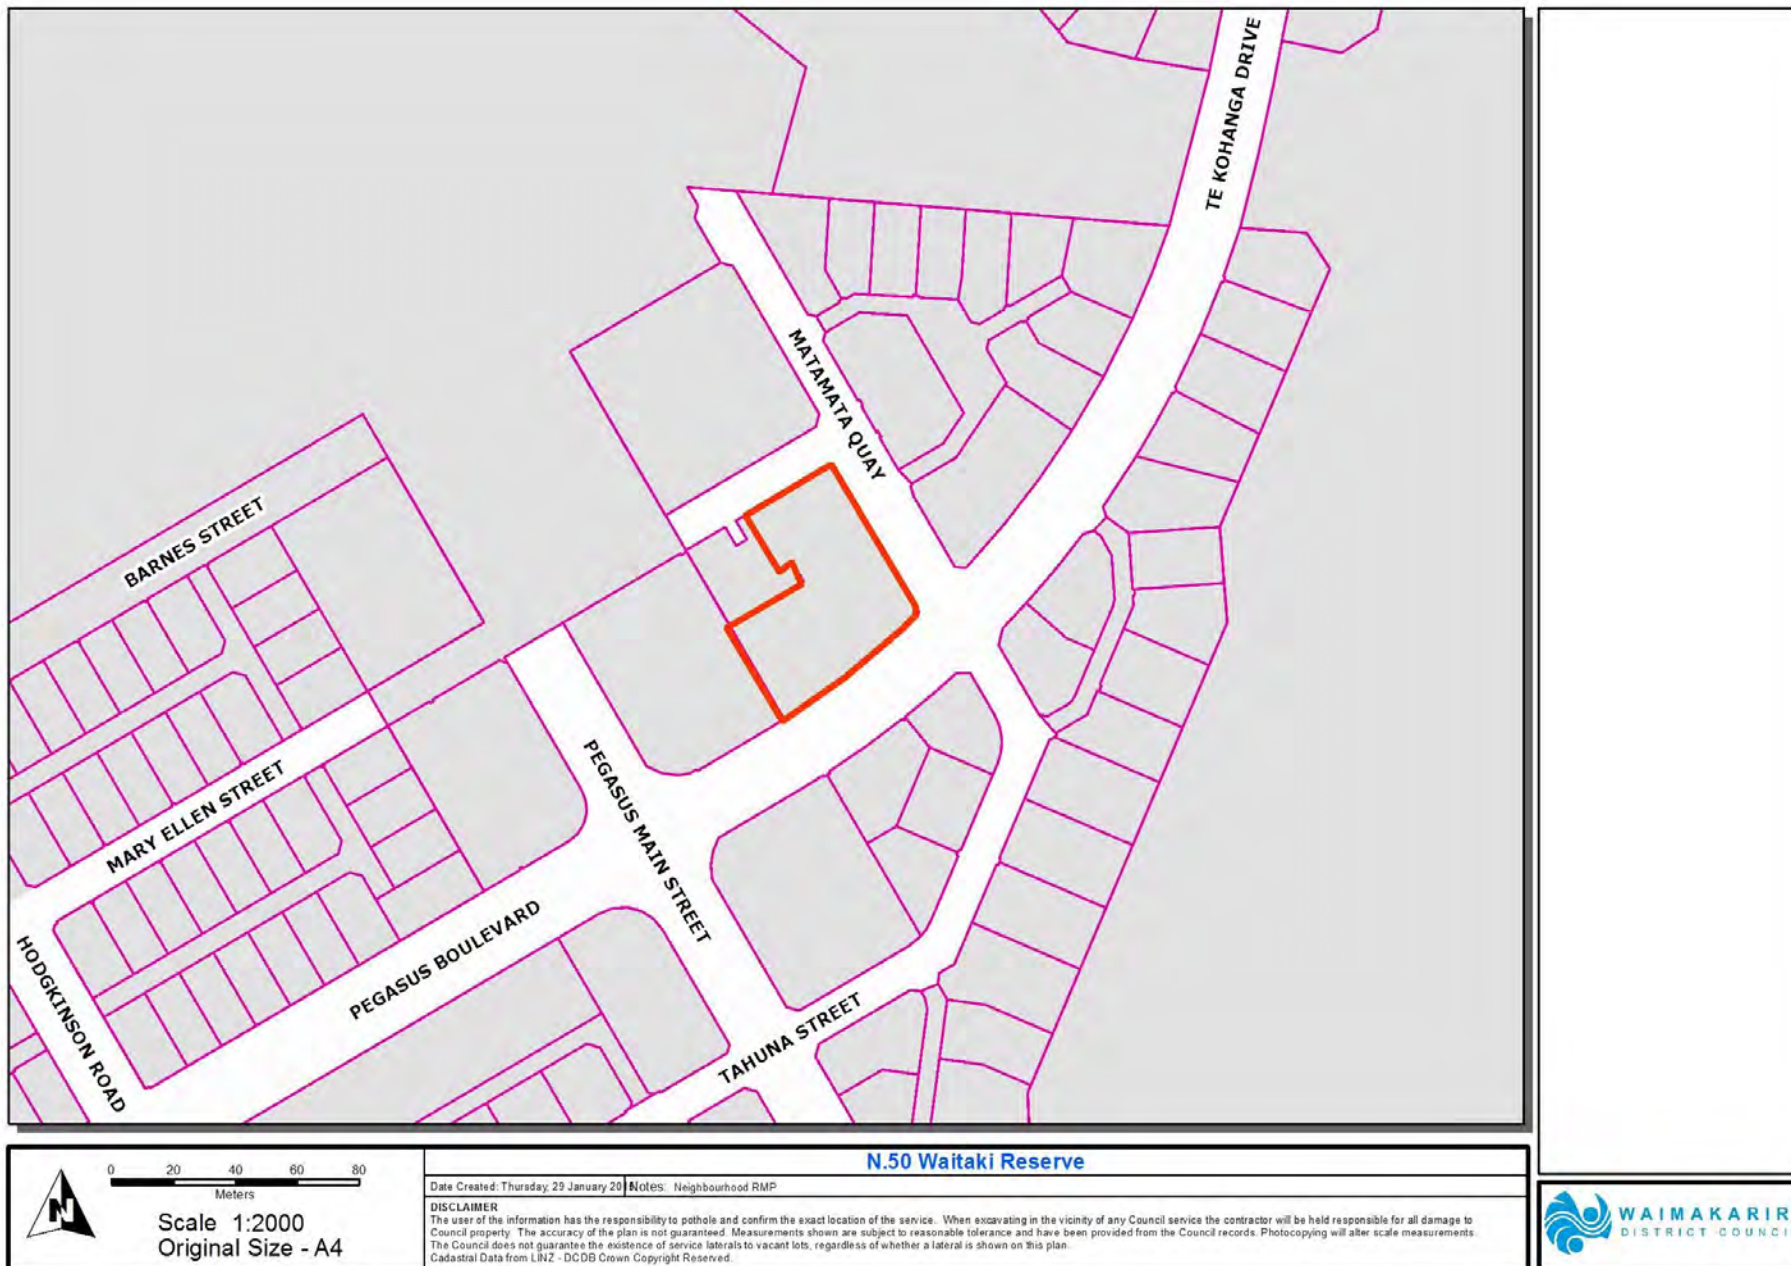 TE KOHANGA DRIVE
MATAMATA QUAY
BARNES STREET
MARY ELLEN STREET
PEGASUS MAIN STREET
HODGKINSON ROAD
PEGASUS BOULEVARD
TAHUNA STREET
N
0 20 40 60 80
Meters
Scale 1:2000
Original Size - A4
N.50 Waitaki Reserve
Date Created: Thursday, 29 January Notes: Neighbourhood RMP
DISCLAIMER
The user of the information has the responsibility to pothole and confirm the exact location of the service. When excavating in the vicinity of any Council service the contractor will be held responsible for all damage to
Council property. The accuracy of the plan is not guaranteed. Measurements shown are subject to reasonable tolerance and have been provided from the Council records. Photocopying will alter scale measurements.
The Council does not guarantee the existence of service laterals to vacant lots, regardless of whether a lateral is shown on this plan.
Cadastral Data from LINZ - DCDB Crown Copyright Reserved.
WAIMAKARIR
DISTRICT COUNCI